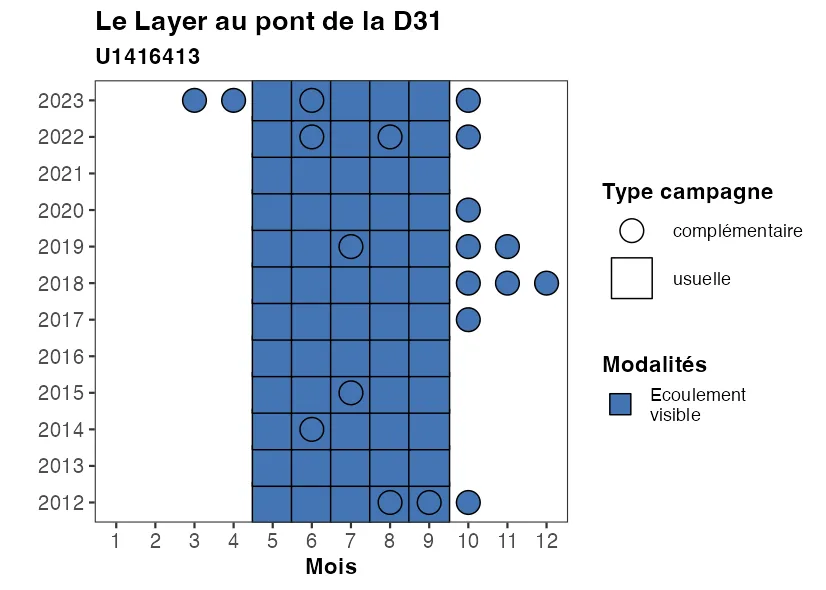 Le Layer au pont de la D31
U1416413
2023
2022
2021
2020
2019
2018
2017
2016
2015
2014
2013
2012
1 2 3 4 5 6 7 8 9 10 11 12
Mois
Type campagne
complémentaire
usuelle
Modalités
Ecoulement
visible